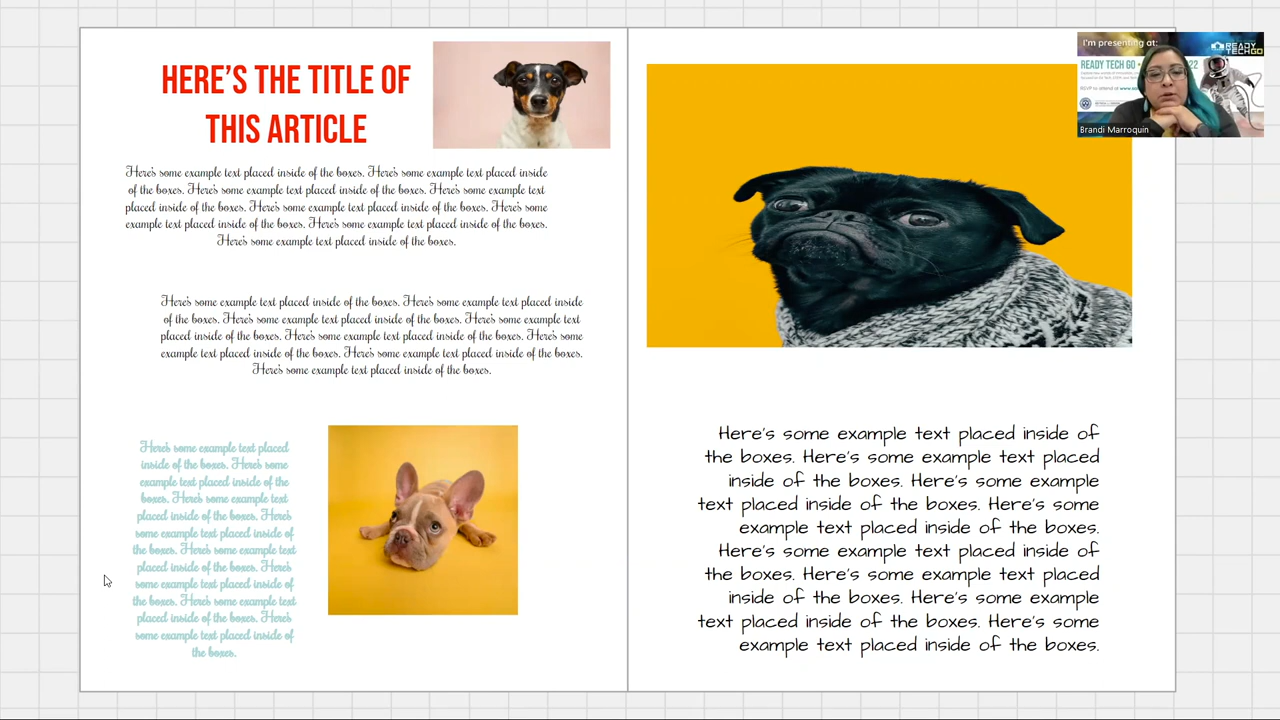 HERE'S THE TITLE OF
THIS ARTICLE
Here's some example text placed inside of the boxes. Here's some example text placed inside
of the boxes. Here's some example text placed inside of the boxes. Here's some example text
placed inside of the boxes. Here's some example text placed inside of the boxes. Here's some
example text placed inside of the boxes. Here's some example text placed inside of the boxes.
Here's some example text placed inside of the boxes.
Here's some example text placed inside of the boxes. Here's some example text placed inside
of the boxes. Here's some example text placed inside of the boxes. Here's some example text
placed inside of the boxes. Here's some example text placed inside of the boxes. Here's some
example text placed inside of the boxes. Here's some example text placed inside of the boxes.
Here's some example text placed inside of the boxes.
Here's some example text placed
inside of the boxes. Here's some
example text placed inside of the
boxes. Here's some example text
placed inside of the boxes. Here's
some example text placed inside of
the boxes. Here's some example text
placed inside of the boxes. Here's
some example text placed inside of
the boxes. Here's some example text
placed inside of the boxes. Here's
some example text placed inside of
the boxes.
I'm presenting at:
READY
TECHGO
READY TECH GO
Brandi Marroquin
Here's some example text placed inside of
the boxes. Here's some example text placed
inside of the boxes. Here's some example
text placed inside of the boxes. Here's some
example text placed inside of the boxes.
Here's some example text placed inside of
the boxes. Here's some example text placed
inside of the boxes. Here's some example
text placed inside of the boxes. Here's some
example text placed inside of the boxes.